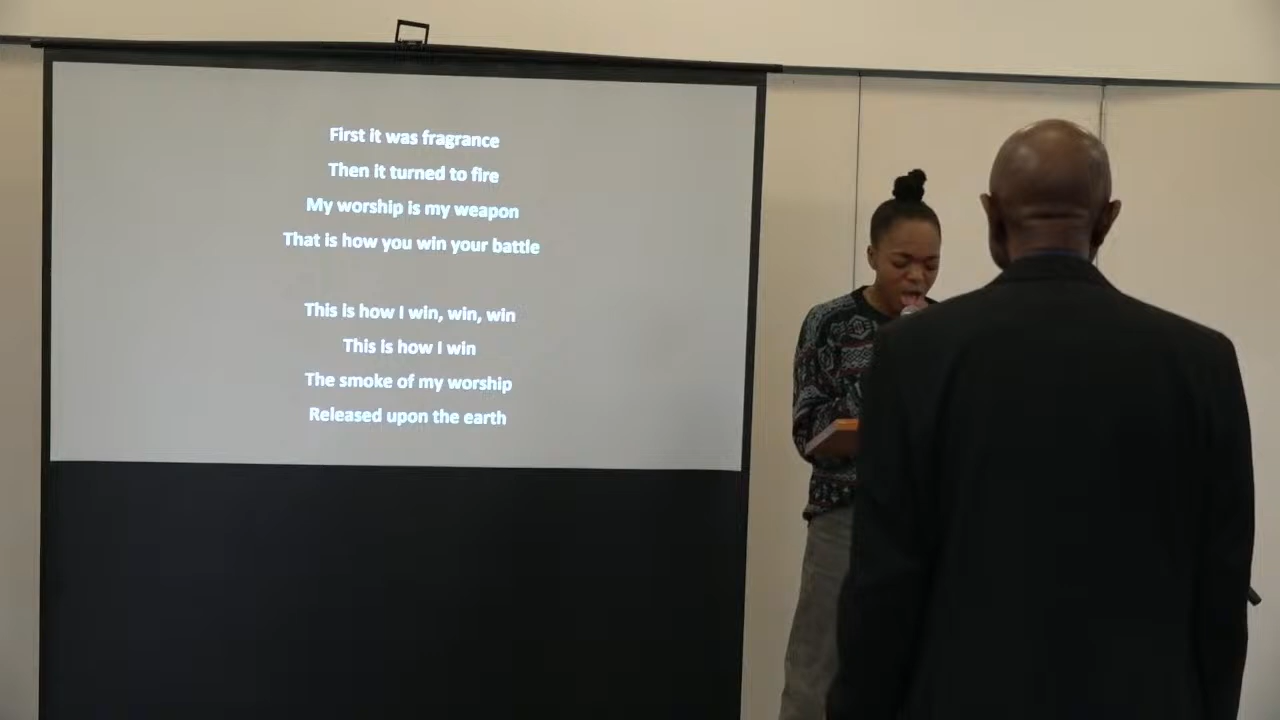 First it was fragrance
Then it turned to fire
My worship is my weapon
That is how you win your battle
This is how I win, win, win
This is how I win
The smoke of my worship
Released upon the earth